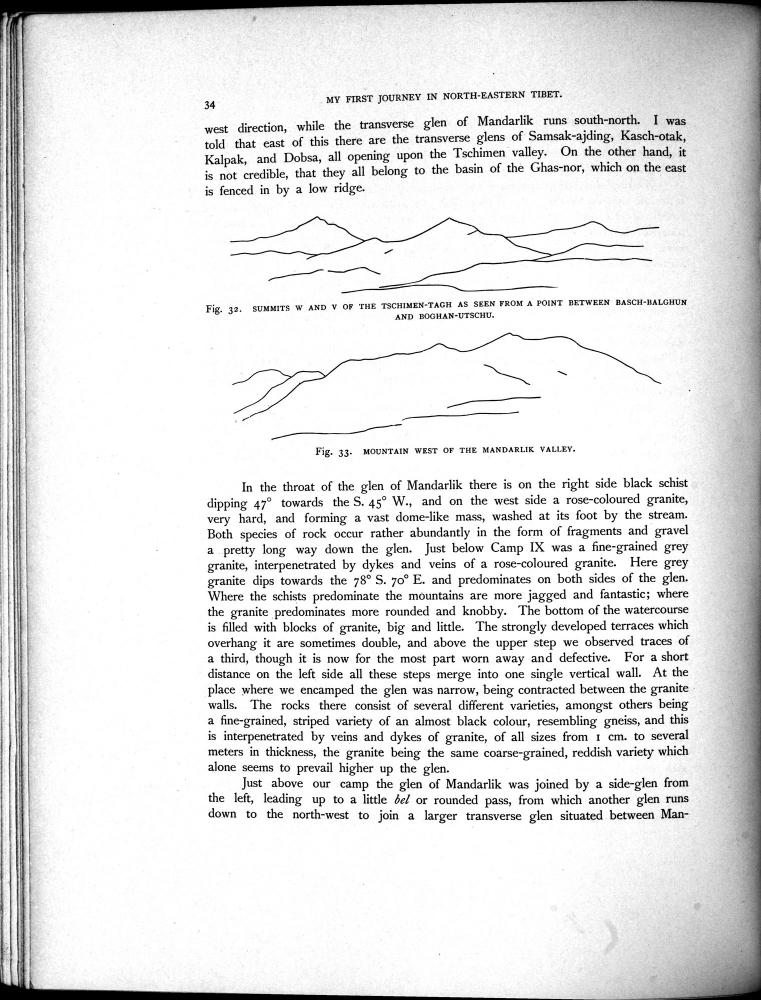 34
MY FIRST JOURNEY IN NORTH-EASTERN TIBET.
west direction, while the transverse glen of Mandarlik runs south-north. I was
told that east of this there are the transverse glens of Samsak-ajding, Kasch-otak,
Kalpak, and Dobsa, all opening upon the Tschimen valley. On the other hand, it
is not credible, that they all belong to the basin of the Ghas-nor, which on the east
is fenced in by a low ridge.
Fig. 32. SUMMITS W AND V OF THE TSCHIMEN-TAGH AS SEEN FROM A POINT BETWEEN BASCH-BALGHUN
AND BOGHAN-UTSCHU.
Fig. 33. MOUNTAIN WEST OF THE MANDARLIK VALLEY.
In the throat of the glen of Mandarlik there is on the right side black schist
dipping 47° towards the S. 45° W., and on the west side a rose-coloured granite,
very hard, and forming a vast dome-like mass, washed at its foot by the stream.
Both species of rock occur rather abundantly in the form of fragments and gravel
a pretty long way down the glen. Just below Camp IX was a fine-grained grey
granite, interpenetrated by dykes and veins of a rose-coloured granite. Here grey
granite dips towards the 78° S. 70° E. and predominates on both sides of the glen.
Where the schists predominate the mountains are more jagged and fantastic; where
the granite predominates more rounded and knobby. The bottom of the watercourse
is filled with blocks of granite, big and little. The strongly developed terraces which
overhang it are sometimes double, and above the upper step we observed traces of
a third, though it is now for the most part worn away and defective. For a short
distance on the left side all these steps merge into one single vertical wall. At the
place where we encamped the glen was narrow, being contracted between the granite
walls. The rocks there consist of several different varieties, amongst others being
a fine-grained, striped variety of an almost black colour, resembling gneiss, and this
is interpenetrated by veins and dykes of granite, of all sizes from 1 cm. to several
meters in thickness, the granite being the same coarse-grained, reddish variety which
alone seems to prevail higher up the glen.
Just above our camp the glen of Mandarlik was joined by a side-glen from
the left, leading up to a little bel or rounded pass, from which another glen runs
down to the north-west to join a larger transverse glen situated between Man-